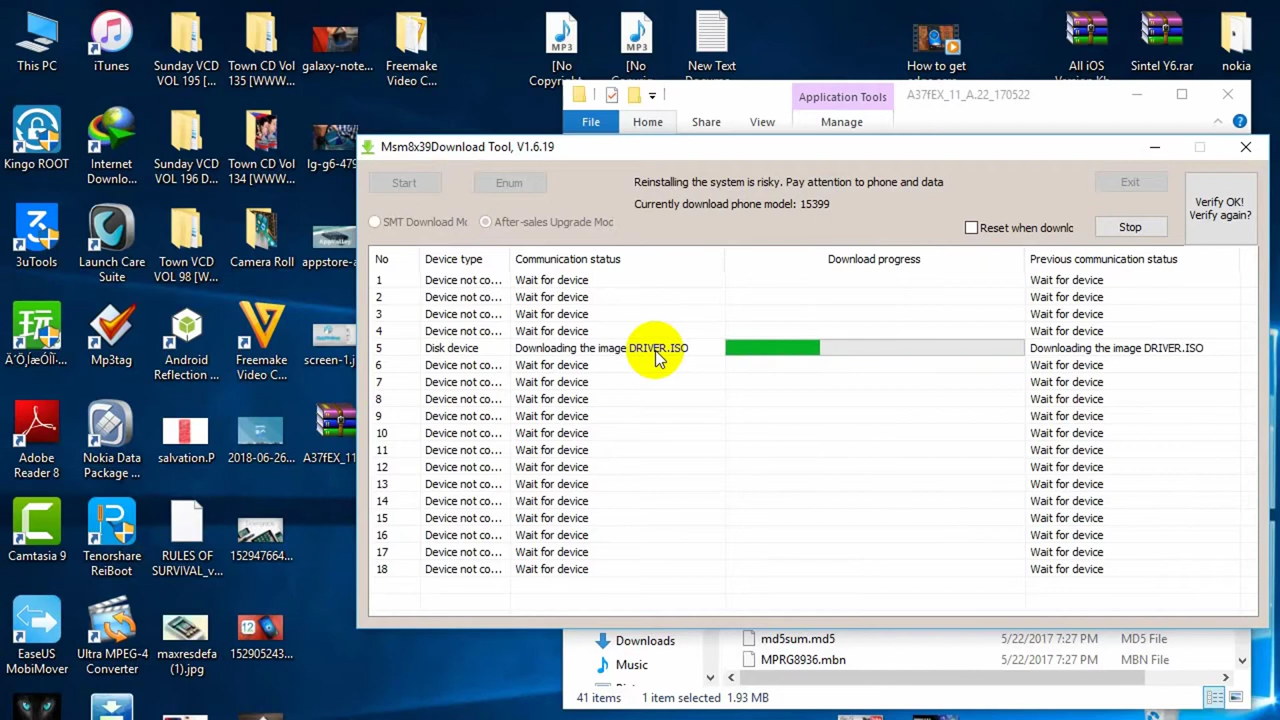 This PC
iTunes
Sunday VCD
VOL 195 [...
Town CD Vol
135 [WWW...
galaxy-note...
Freemake
Video C...
MP3
[No
MP3
[No
New Text
How to get
All iOS
Sintel Y6.rar
nokia
Application Tools
A37fEX_11_A.22_170522
File
Home
Share
View
Manage
Kingo ROOT
Internet
Downlo...
Sunday VCD
VCD 196 D...
Town CD Vol
134 [WWW...
lg-g6-479
Msm8x39Download Tool, V1.6.19
Start
Enum
Reinstalling the system is risky. Pay attention to phone and data
Exit
Currently download phone model: 15399
Verify OK!
Verify again?
SMT Download Mc
After-sales Upgrade Moc
Reset when downlc
Stop
3uTools
Launch Care
Suite
Town VCD
VOL 98 [W...
Camera Roll
appstore-a
No
Device type
Communication status
Download progress
Previous communication status
1 Device not co... Wait for device Wait for device
2 Device not co... Wait for device Wait for device
3 Device not co... Wait for device Wait for device
4 Device not co... Wait for device Wait for device
5 Disk device Downloading the image DRIVER.ISO Downloading the image DRIVER.ISO
6 Device not co... Wait for device Wait for device
7 Device not co... Wait for device Wait for device
8 Device not co... Wait for device Wait for device
9 Device not co... Wait for device Wait for device
10 Device not co... Wait for device Wait for device
11 Device not co... Wait for device Wait for device
12 Device not co... Wait for device Wait for device
13 Device not co... Wait for device Wait for device
14 Device not co... Wait for device Wait for device
15 Device not co... Wait for device Wait for device
16 Device not co... Wait for device Wait for device
17 Device not co... Wait for device Wait for device
18 Device not co... Wait for device Wait for device
玩
Mp3tag
Android
Reflection ...
Freemake
Video C...
screen-1.j
Adobe
Reader 8
Nokia Data
Package ...
salvation.P
2018-06-26...
A37fEX_11
Camtasia 9
Tenorshare
ReiBoot
RULES OF
SURVIVAL_v...
152947664...
EaseUS
MobiMover
Ultra MPEG-4
Converter
maxresdefa
(1).jpg
152905243...
Downloads
md5sum.md5
5/22/2017 7:27 PM
MD5 File
Music
MPRG8936.mbn
5/22/2017 7:27 PM
MBN File
41 items
1 item selected 1.93 MB